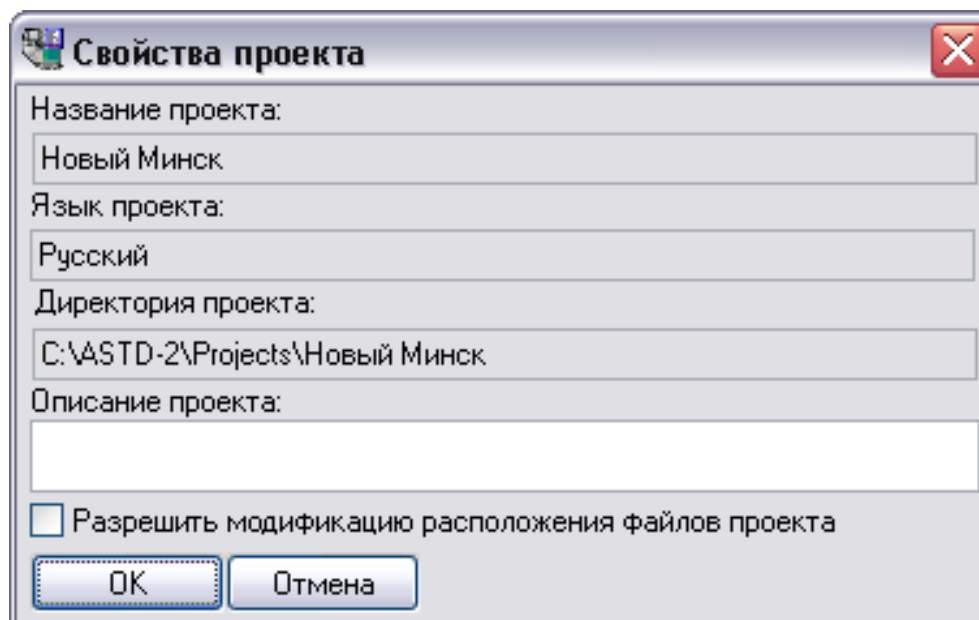 Свойства проекта
Название проекта:
Новый Минск
Язык проекта:
Русский
Директория проекта:
C:\ASTD-2\Projects\Новый Минск
Описание проекта:
Разрешить модификацию расположения файлов проекта
OK Отмена